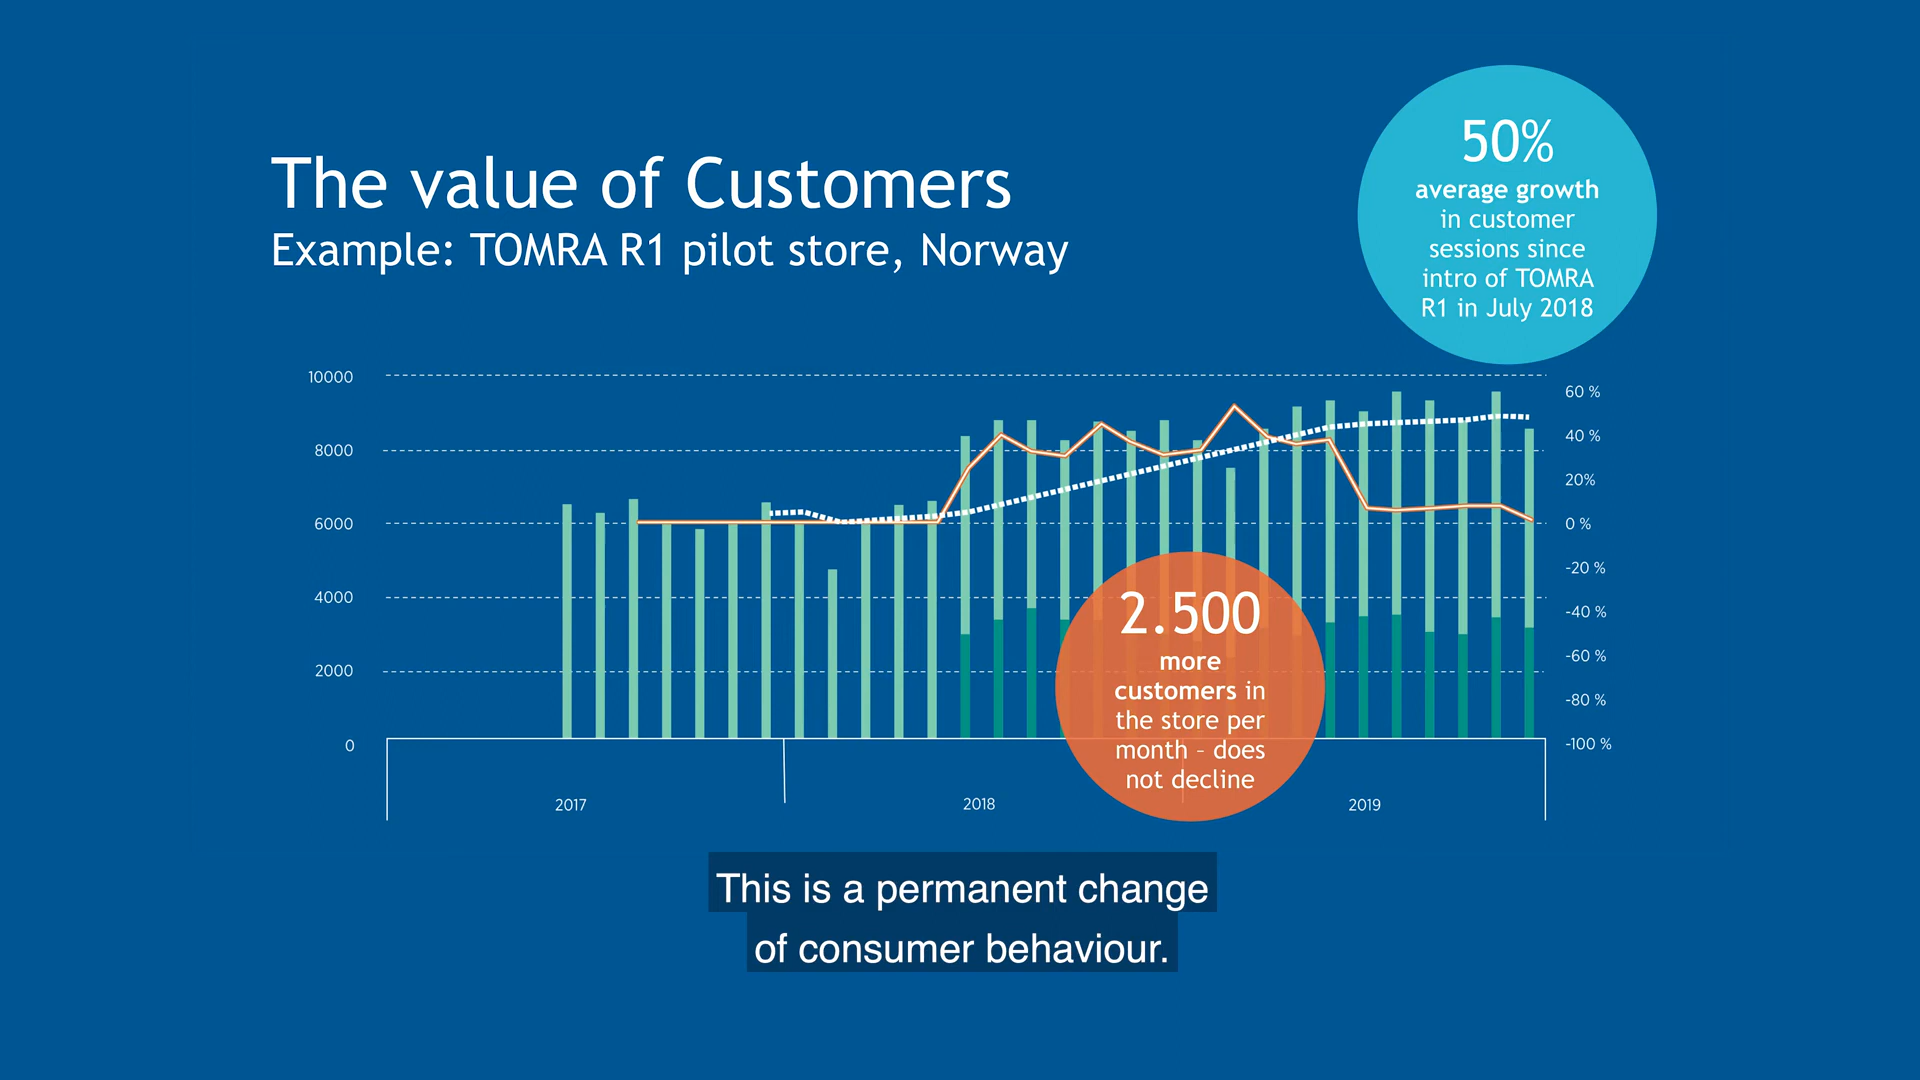 The value of Customers
Example: TOMRA R1 pilot store, Norway
50%
average growth
in customer
sessions since
intro of TOMRA
R1 in July 2018
10000
8000
6000
4000
2000
0
60 %
40 %
20%
0 %
-20 %
-40 %
-60 %
-80 %
-100 %
2.500
more
customers in
the store per
month - does
not decline
2017
2018
2019
This is a permanent change
of consumer behaviour.